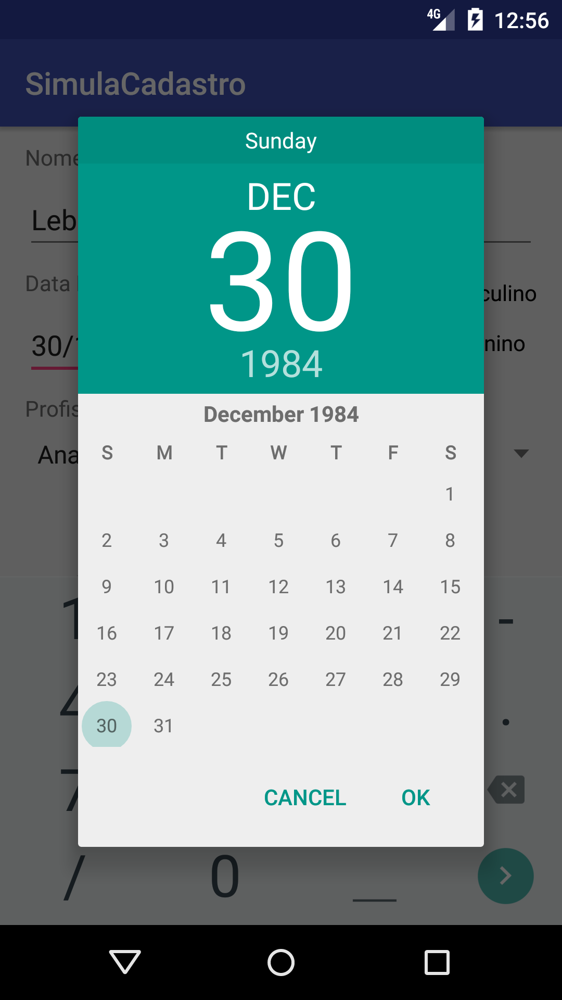 4G 12:56
SimulaCadastro
Sunday
DEC
30
1984
December 1984
S M T W T F S
1
2 3 4 5 6 7 8
9 10 11 12 13 14 15
16 17 18 19 20 21 22
23 24 25 26 27 28 29
30 31
CANCEL OK
Nome
Leb
Data
culino
30/1
nino
Profis
Ana
1 -
4 .
7
/ 0 _